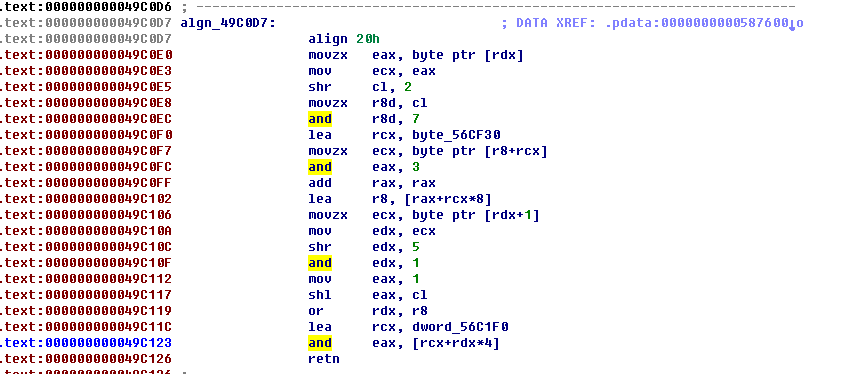 .text:000000000049C0D6 ; ---------------------------------------------------------------------------
.text:000000000049C0D7 algn_49C0D7: ; DATA XREF: .pdata:0000000000587600↓o
.text:000000000049C0D7 align 20h
.text:000000000049C0E0 movzx eax, byte ptr [rdx]
.text:000000000049C0E3 mov ecx, eax
.text:000000000049C0E5 shr cl, 2
.text:000000000049C0E8 movzx r8d, cl
.text:000000000049C0EC and r8d, 7
.text:000000000049C0F0 lea rcx, byte_56CF30
.text:000000000049C0F7 movzx ecx, byte ptr [r8+rcx]
.text:000000000049C0FC and eax, 3
.text:000000000049C0FF add rax, rax
.text:000000000049C102 lea r8, [rax+rcx*8]
.text:000000000049C106 movzx ecx, byte ptr [rdx+1]
.text:000000000049C10A mov edx, ecx
.text:000000000049C10C shr edx, 5
.text:000000000049C10F and edx, 1
.text:000000000049C112 mov eax, 1
.text:000000000049C117 shl eax, cl
.text:000000000049C119 or rdx, r8
.text:000000000049C11C lea rcx, dword_56C1F0
.text:000000000049C123 and eax, [rcx+rdx*4]
.text:000000000049C126 retn